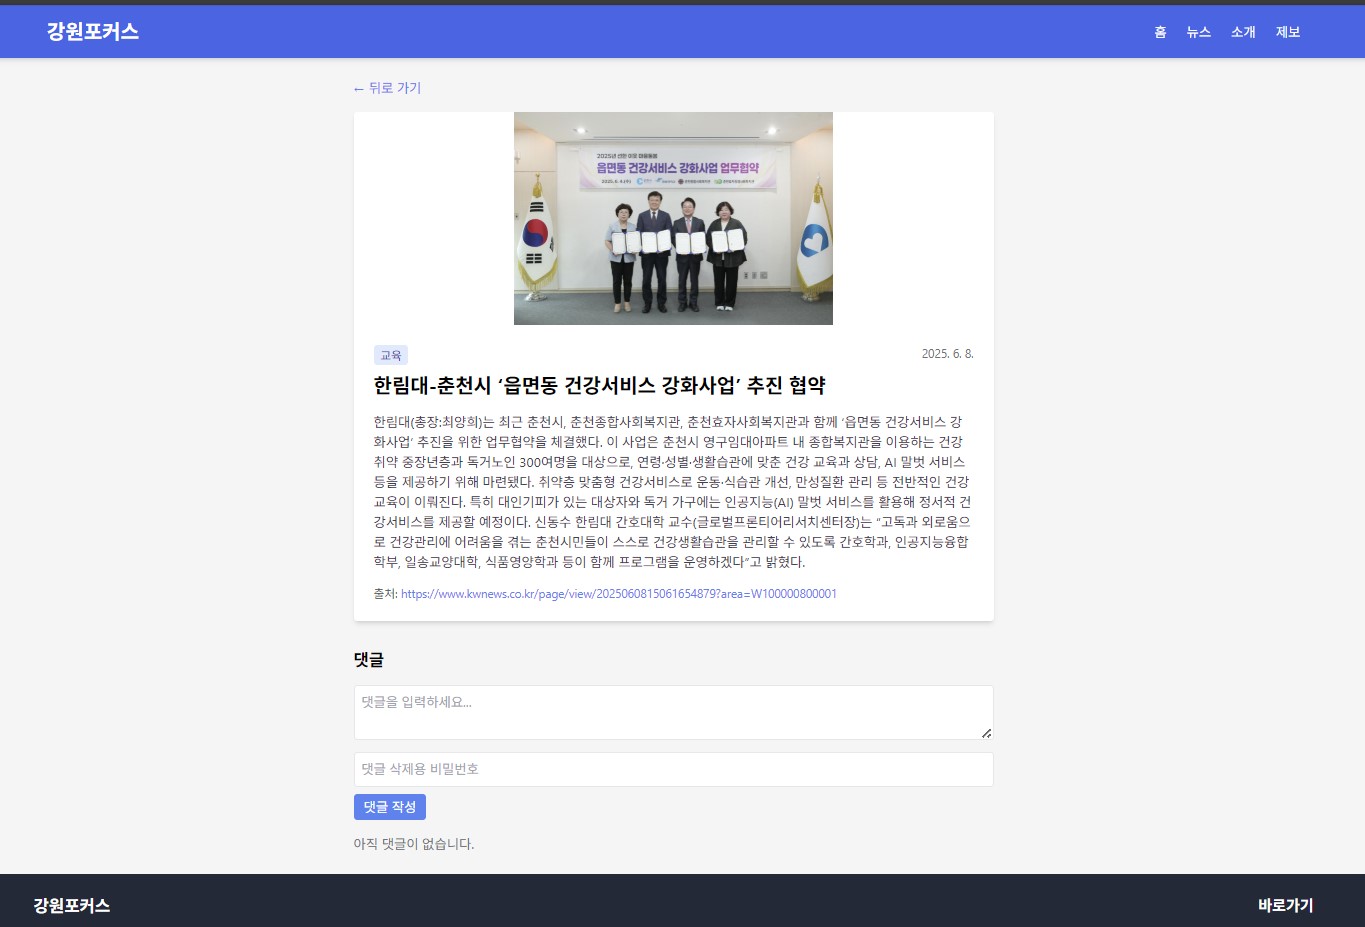 강원포커스
홈 뉴스 소개 제보
← 뒤로 가기
2025년 선한 이웃 마을돌봄
읍면동 건강서비스 강화사업 업무협약
2025.6.4.(수)
교육
2025. 6. 8.
한림대-춘천시 ‘읍면동 건강서비스 강화사업’ 추진 협약
한림대(총장:최양희)는 최근 춘천시, 춘천종합사회복지관, 춘천효자사회복지관과 함께 ‘읍면동 건강서비스 강
화사업’ 추진을 위한 업무협약을 체결했다. 이 사업은 춘천시 영구임대아파트 내 종합복지관을 이용하는 건강
취약 중장년층과 독거노인 300여명을 대상으로, 연령·성별·생활습관에 맞춘 건강 교육과 상담, AI 말벗 서비스
등을 제공하기 위해 마련됐다. 취약층 맞춤형 건강서비스로 운동·식습관 개선, 만성질환 관리 등 전반적인 건강
교육이 이뤄진다. 특히 대인기피가 있는 대상자와 독거 가구에는 인공지능(AI) 말벗 서비스를 활용해 정서적 건
강서비스를 제공할 예정이다. 신동수 한림대 간호대학 교수(글로벌프론티어리서치센터장)는 “고독과 외로움으
로 건강관리에 어려움을 겪는 춘천시민들이 스스로 건강생활습관을 관리할 수 있도록 간호학과, 인공지능융합
학부, 일송교양대학, 식품영양학과 등이 함께 프로그램을 운영하겠다”고 밝혔다.
출처: https://www.kwnews.co.kr/page/view/2025060815061654879?area=W100000800001
댓글
댓글을 입력하세요...
댓글 삭제용 비밀번호
댓글 작성
아직 댓글이 없습니다.
강원포커스
바로가기